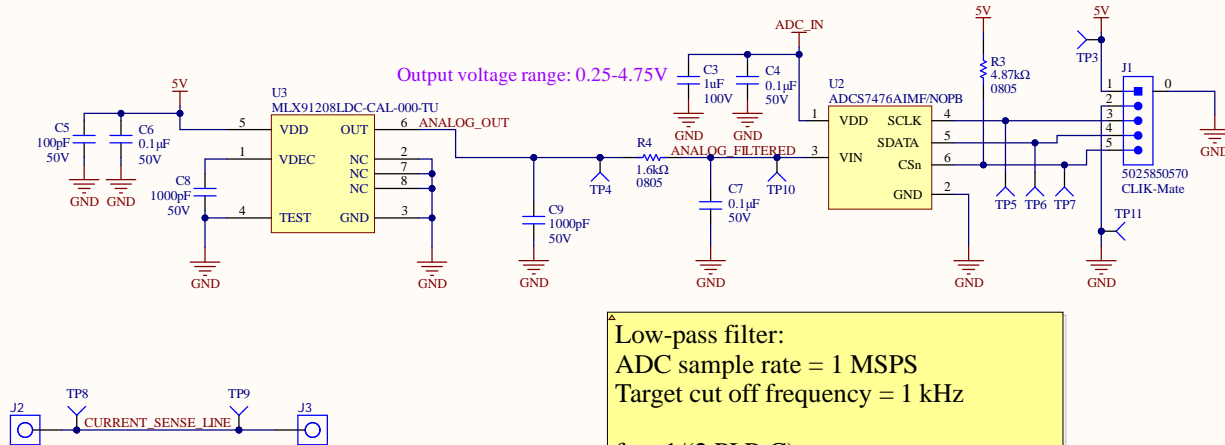 5V
ADC_IN
5V
5V
TP3
R3
4.87kΩ
0805
J1
Output voltage range: 0.25-4.75V
C3
1uF
100V
C4
0.1µF
50V
U2
ADCS7476AIMF/NOPB
U3
MLX91208LDC-CAL-000-TU
C5
100pF
50V
C6
0.1µF
50V
GND
GND
5
VDD
OUT
6
ANALOG_OUT
1
VDEC
NC
2
NC
7
NC
8
4
TEST
GND
3
C8
1000pF
50V
GND
GND
GND
GND
C9
1000pF
50V
GND
TP4
R4
1.6kΩ
0805
ANALOG_FILTERED
TP10
C7
0.1µF
50V
GND
1
VDD
SCLK
4
SDATA
5
3
VIN
CSn
6
GND
2
GND
TP5
TP6
TP7
1
2
3
4
5
0
5025850570
CLIK-Mate
GND
TP11
GND
Low-pass filter:
ADC sample rate = 1 MSPS
Target cut off frequency = 1 kHz
J2
TP8
CURRENT_SENSE_LINE
TP9
J3